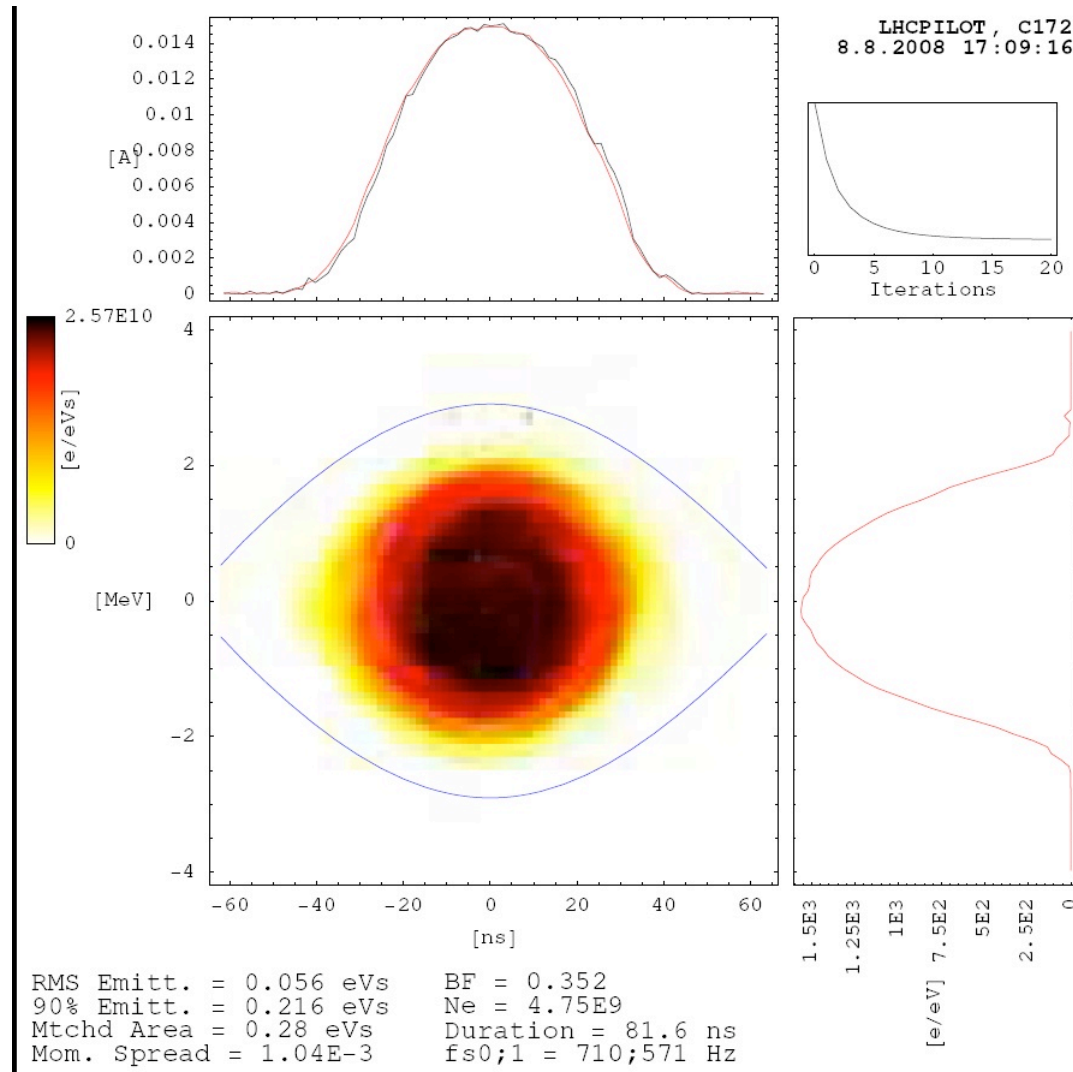 LHCPILOT, C172
8.8.2008 17:09:16
0.014
0.012
0.01
[A]0.008
0.006
0.004
0.002
0
0 5 10 15 20
Iterations
2.57E10
[e/eVs]
0
4
2
[MeV] 0
-2
-4
-60 -40 -20 0 20 40 60
[ns]
1.5E3 1.25E3 1E3 7.5E2 5E2 2.5E2 0
[e/eV]
RMS Emitt. = 0.056 eVs BF = 0.352
90% Emitt. = 0.216 eVs Ne = 4.75E9
Mtchd Area = 0.28 eVs Duration = 81.6 ns
Mom. Spread = 1.04E-3 fs0;1 = 710;571 Hz